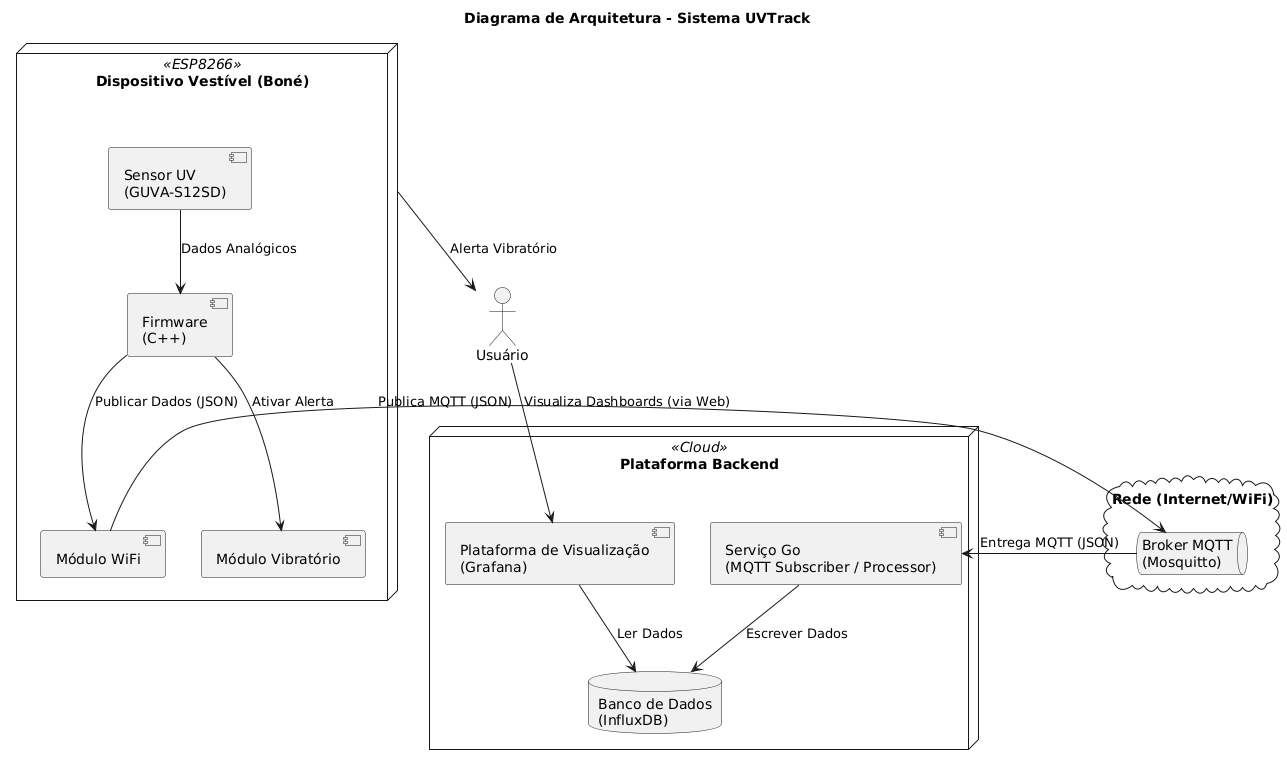 Diagrama de Arquitetura - Sistema UVTrack
«ESP8266»
Dispositivo Vestível (Boné)
Sensor UV
(GUVA-S12SD)
Dados Analógicos
Alerta Vibratório
Firmware
(C++)
Usuário
Publicar Dados (JSON)
Ativar Alerta
Publica MQTT (JSON)
Visualiza Dashboards (via Web)
«Cloud»
Plataforma Backend
Rede (Internet/WiFi)
Módulo WiFi
Módulo Vibratório
Plataforma de Visualização
(Grafana)
Serviço Go
(MQTT Subscriber / Processor)
Entrega MQTT (JSON)
Broker MQTT
(Mosquitto)
Ler Dados
Escrever Dados
Banco de Dados
(InfluxDB)